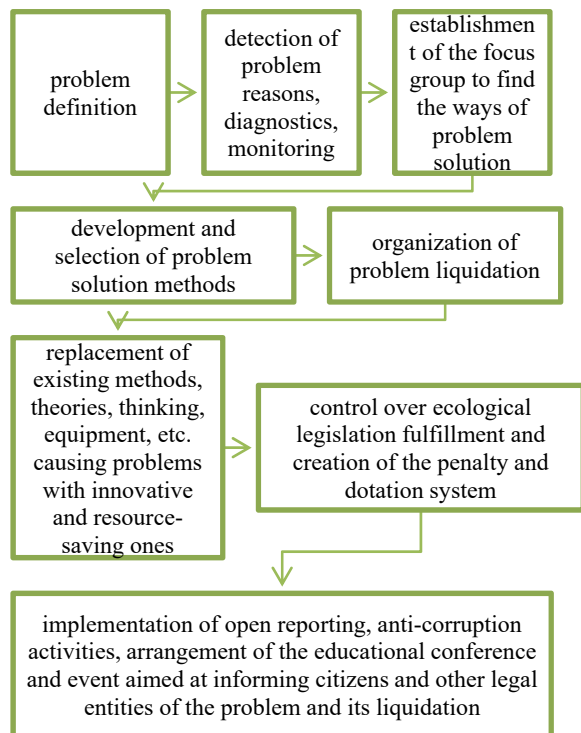 problem
definition
detection of
problem
reasons,
diagnostics,
monitoring
establishmen
t of the focus
group to find
the ways of
problem
solution
development and
selection of problem
solution methods
organization of
problem liquidation
replacement of
existing methods,
theories, thinking,
equipment, etc.
causing problems
with innovative
and resource-
saving ones
control over ecological
legislation fulfillment and
creation of the penalty and
dotation system
implementation of open reporting, anti-corruption
activities, arrangement of the educational conference
and event aimed at informing citizens and other legal
entities of the problem and its liquidation